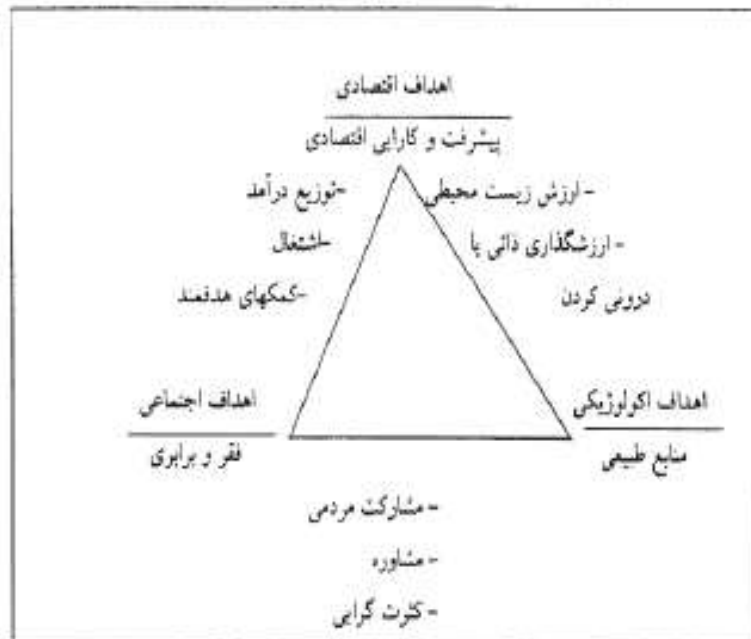 اهداف اقتصادی
پیشرفت و کارایی اقتصادی
- ارزش زیست محیطی
- ارزشگذاری ذاتی یا
درونی کردن
-توزیع درآمد
-اشتغال
-کمکهای هدفمند
اهداف اکولوژیکی
منابع طبیعی
اهداف اجتماعی
فقر و برابری
- مشارکت مردمی
- مشاوره
- کثرت گرایی